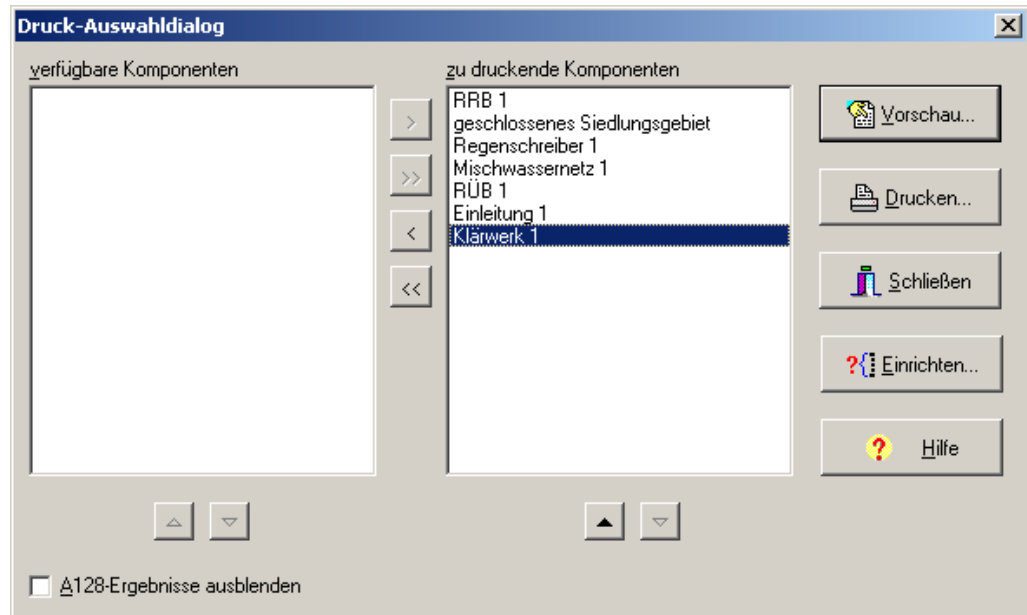 Druck-Auswahldialog
verfügbare Komponenten
zu druckende Komponenten
>
>>
<
<<
RRB 1
geschlossenes Siedlungsgebiet
Regenschreiber 1
Mischwassernetz 1
RÜB 1
Einleitung 1
Klärwerk 1
Vorschau...
Drucken...
Schließen
?{ Einrichten...
? Hilfe
A128-Ergebnisse ausblenden